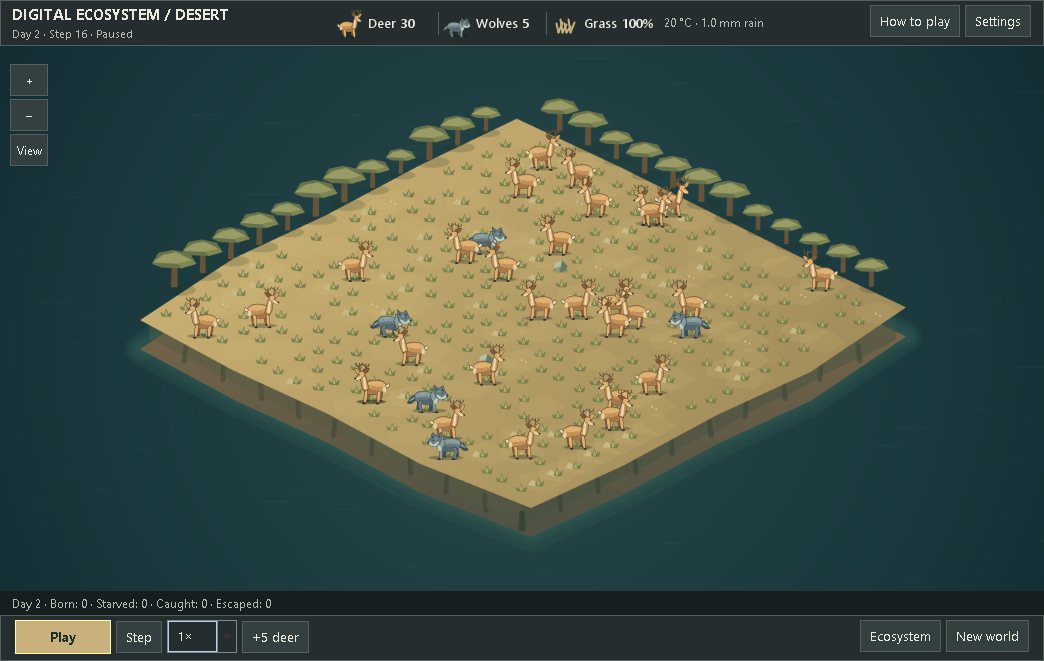 DIGITAL ECOSYSTEM / DESERT
Day 2 · Step 16 · Paused
Deer 30
Wolves 5
Grass 100%
20 °C · 1.0 mm rain
How to play
Settings
+
−
View
Day 2 · Born: 0 · Starved: 0 · Caught: 0 · Escaped: 0
Play
Step
1×
+5 deer
Ecosystem
New world